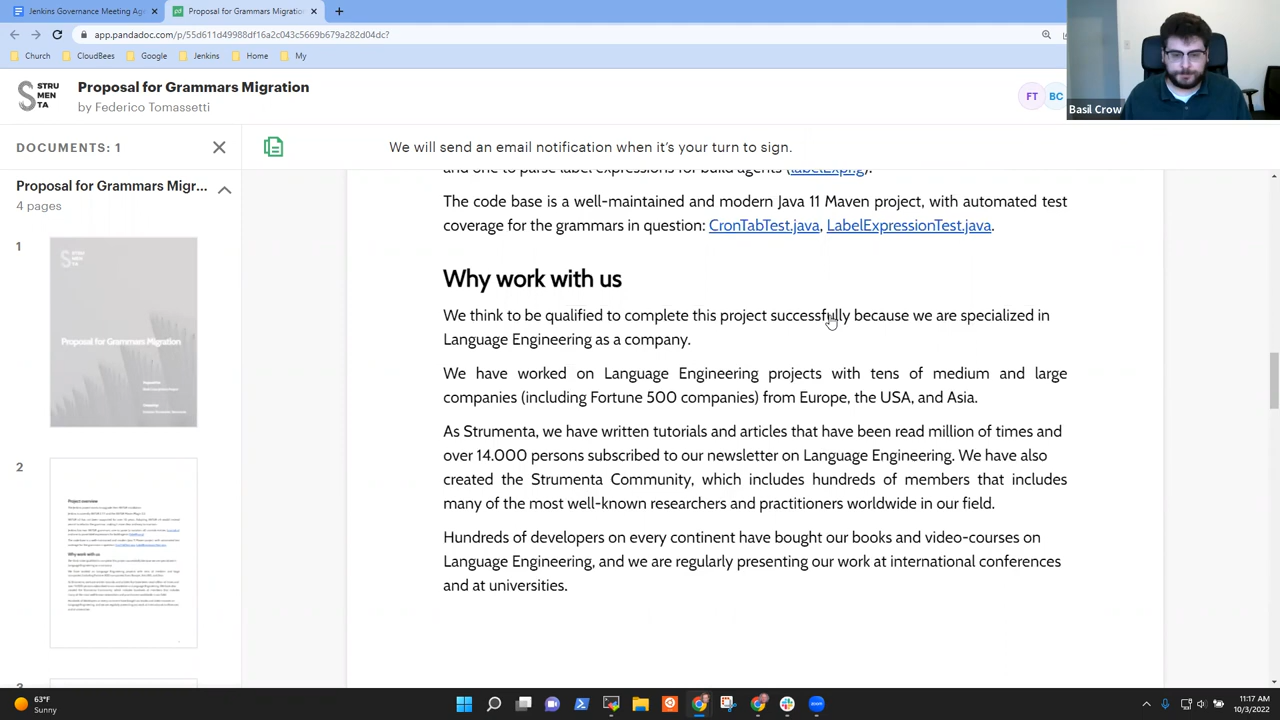 Jenkins Governance Meeting Ag
Proposal for Grammars Migratio
app.pandadoc.com/p/55d611d49988df16a2c043c5669b679a282d04dc?
Church
CloudBees
Google
Jenkins
Home
My
STRU
MEN
TA
Proposal for Grammars Migration
by Federico Tomassetti
FT
BC
Basil Crow
DOCUMENTS: 1
We will send an email notification when it's your turn to sign.
Proposal for Grammars Migr...
4 pages
1
Proposal for Grammars Migration
2
Project overview
Why work with us
3
and one to parse label expressions for build agents (labelExpr.g).
The code base is a well-maintained and modern Java 11 Maven project, with automated test
coverage for the grammars in question: CronTabTest.java, LabelExpressionTest.java.
Why work with us
We think to be qualified to complete this project successfully because we are specialized in
Language Engineering as a company.
We have worked on Language Engineering projects with tens of medium and large
companies (including Fortune 500 companies) from Europe, the USA, and Asia.
As Strumenta, we have written tutorials and articles that have been read million of times and
over 14.000 persons subscribed to our newsletter on Language Engineering. We have also
created the Strumenta Community, which includes hundreds of members that includes
many of the most well-known researchers and practitioners worldwide in our field.
Hundreds of developers on every continent have taken our books and video-courses on
Language Engineering, and we are regularly presenting our work at international conferences
and universities.
63°F
Sunny
11:17 AM
10/3/2022